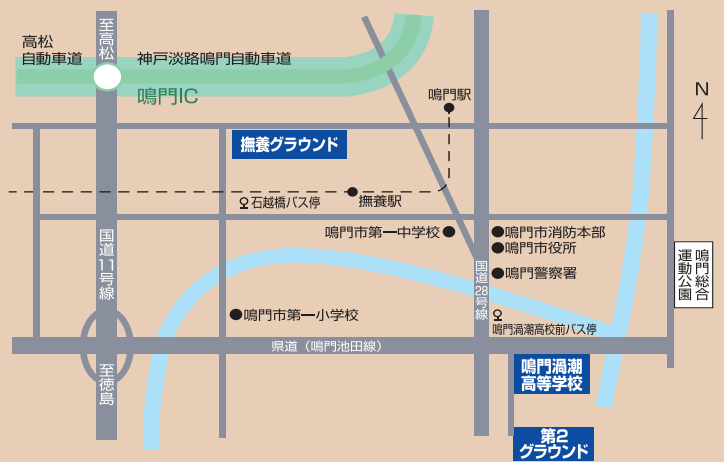 高松
自動車道
至高松
神戸淡路鳴門自動車道
鳴門IC
鳴門駅
N
撫養グラウンド
石越橋バス停
撫養駅
鳴門市第一中学校
鳴門市消防本部
鳴門市役所
鳴門警察署
国道11号線
国道28号線
鳴門総合
運動公園
鳴門市第一小学校
鳴門渦潮高校前バス停
県道（鳴門池田線）
至徳島
鳴門渦潮
高等学校
第2
グラウンド